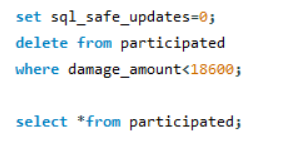 set sql_safe_updates=0;
delete from participated
where damage_amount<18600;
select *from participated;